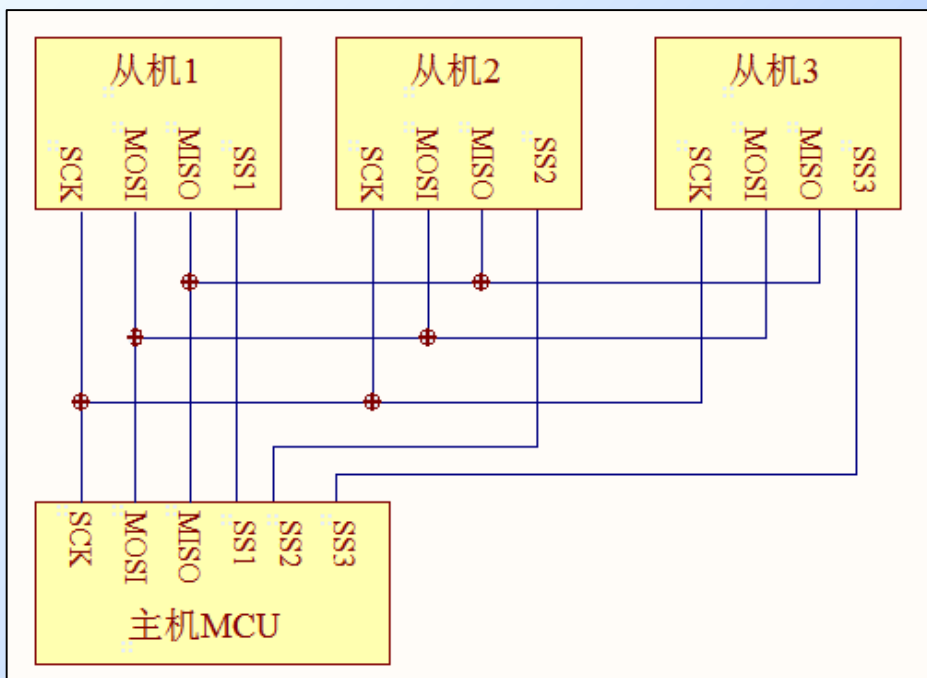 从机1
SCK
MOSI
MISO
SS1
从机2
SCK
MOSI
MISO
SS2
从机3
SCK
MOSI
MISO
SS3
SCK
MOSI
MISO
SS1
SS2
SS3
主机MCU